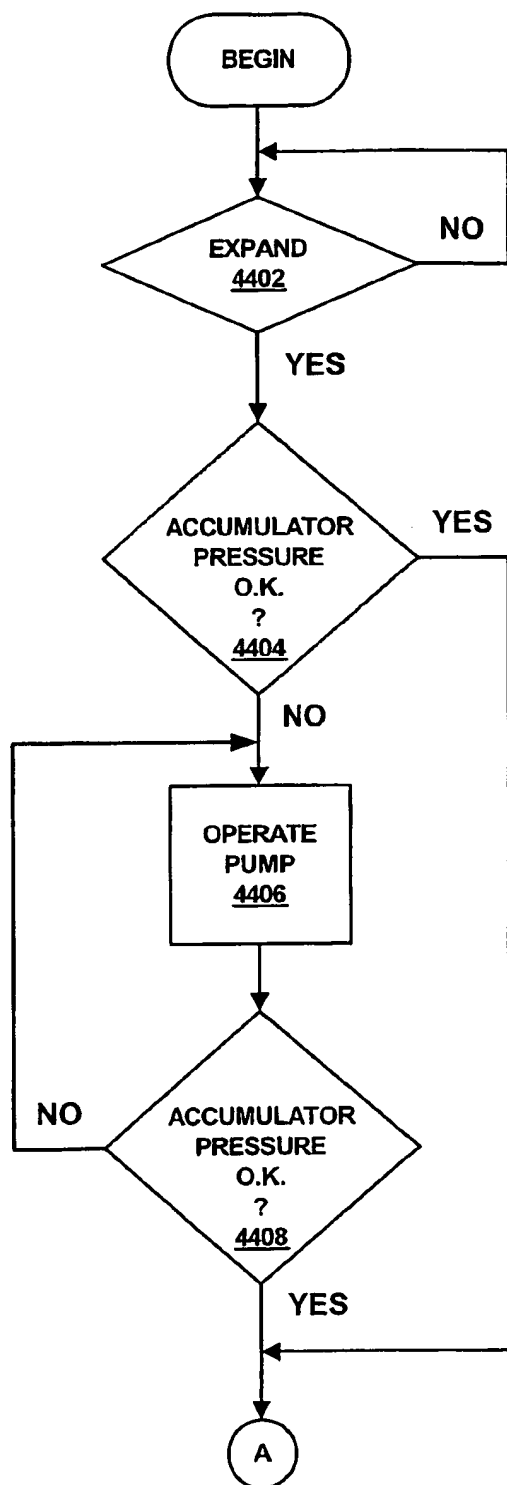 BEGIN
NO
EXPAND
4402
YES
ACCUMULATOR
PRESSURE
O.K.
?
4404
YES
NO
OPERATE
PUMP
4406
NO
ACCUMULATOR
PRESSURE
O.K.
?
4408
YES
A